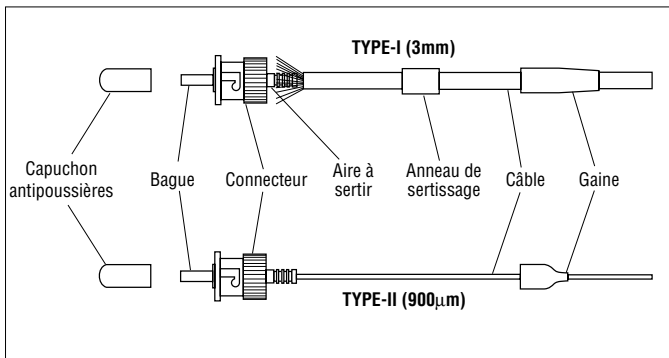 TYPE-I (3mm)
Capuchon
antipoussières
Bague
Connecteur
Aire à
sertir
Anneau de
sertissage
Câble
Gaine
TYPE-II (900µm)